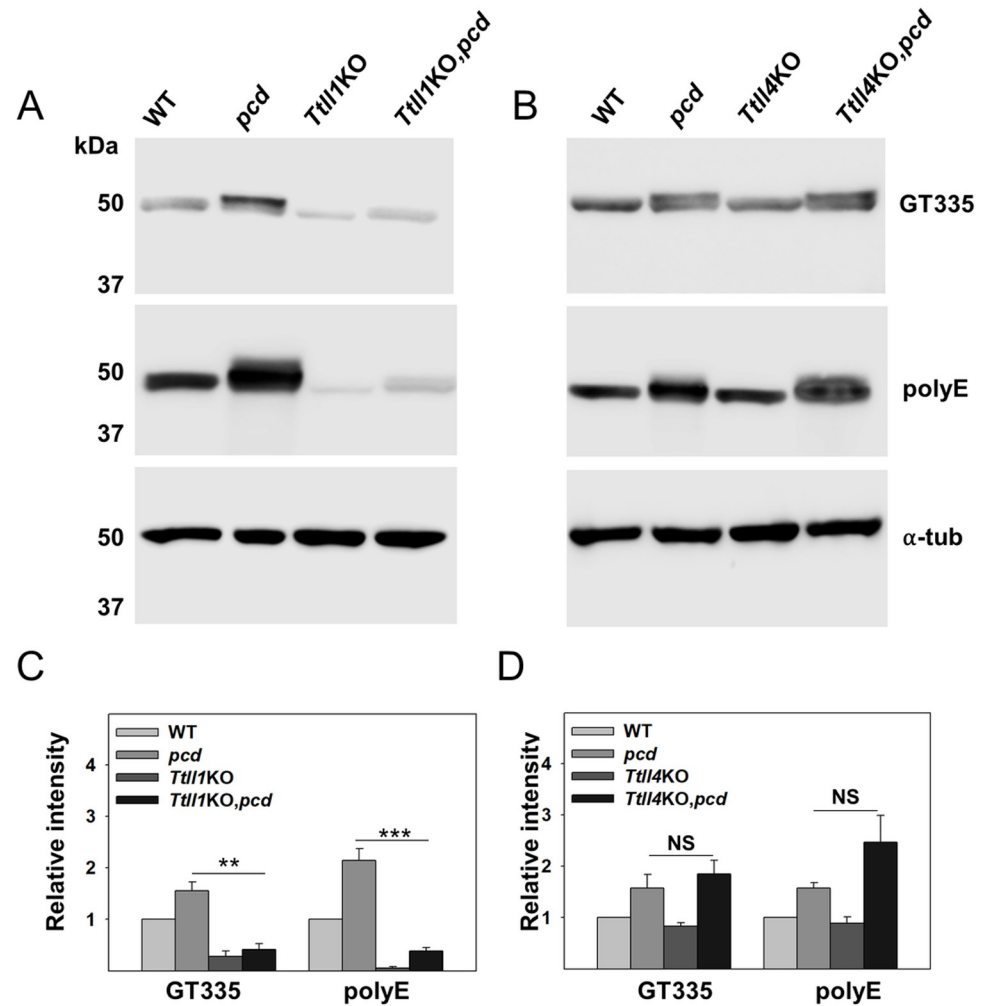 A
WT
pcd
Ttll1KO
Ttll1KO,pcd
B
WT
pcd
Ttll4KO
Ttll4KO,pcd
kDa
50
37
GT335
50
37
polyE
50
37
α-tub
C
Relative intensity
4
3
2
1
WT
pcd
Ttll1KO
Ttll1KO,pcd
**
***
GT335
polyE
D
Relative intensity
4
3
2
1
WT
pcd
Ttll4KO
Ttll4KO,pcd
NS
NS
GT335
polyE